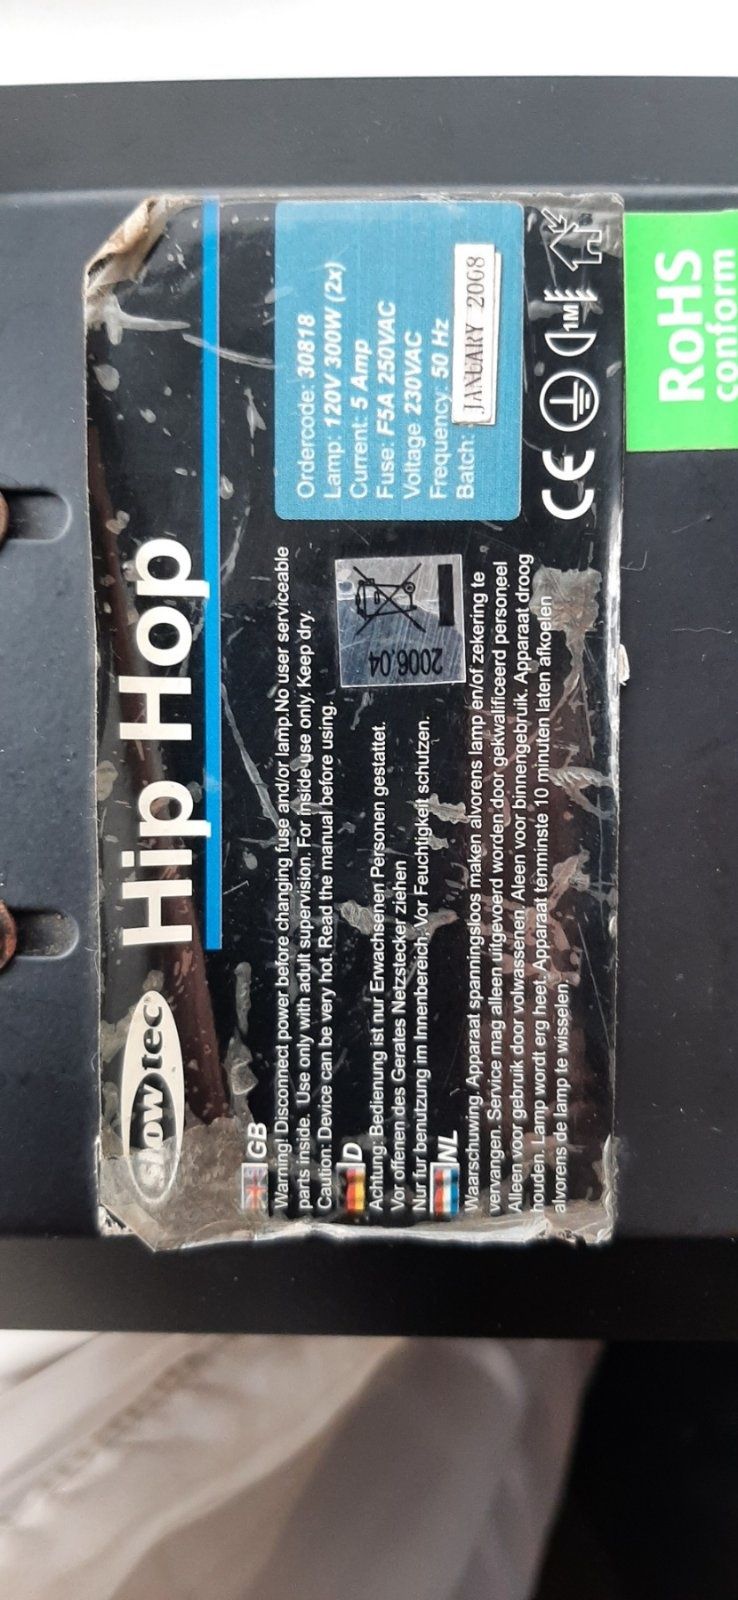 Showtec®
Hip Hop
GB
Warning! Disconnect power before changing fuse and/or lamp.No user serviceable
parts inside. Use only with adult supervision. For inside use only. Keep dry.
Caution: Device can be very hot. Read the manual before using.
D
Achtung. Bedienung ist nur Erwachsenen Personen gestattet.
Vor offenen des Gerates Netzstecker ziehen
Nur fur benutzung im Innenbereich. Vor Feuchtigkeit schutzen.
NL
Waarschuwing. Apparaat spanningsloos maken alvorens lamp en/of zekering te
vervangen. Service mag alleen uitgevoerd worden door gekwalificeerd personeel
Alleen voor gebruik door volwassenen. Aleen voor binnengebruik. Apparaat droog
houden. Lamp wordt erg heet. Apparaat tenminste 10 minuten laten afkoelen
alvorens de lamp te wisselen.
2006.04
Ordercode: 30818
Lamp: 120V 300W (2x)
Current: 5 Amp
Fuse: F5A 250VAC
Voltage 230VAC
Frequency: 50 Hz
Batch: JANUARY 2008
CE
1M
RoHS
conform